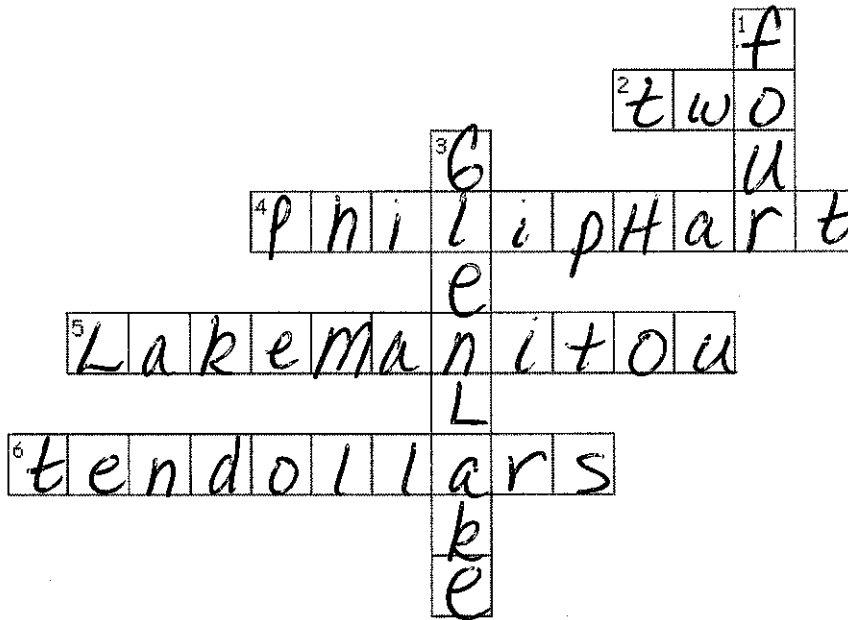 1 four
2 two
3 GlenLake
4 PhilipHart
5 LakeManitou
6 tendollars